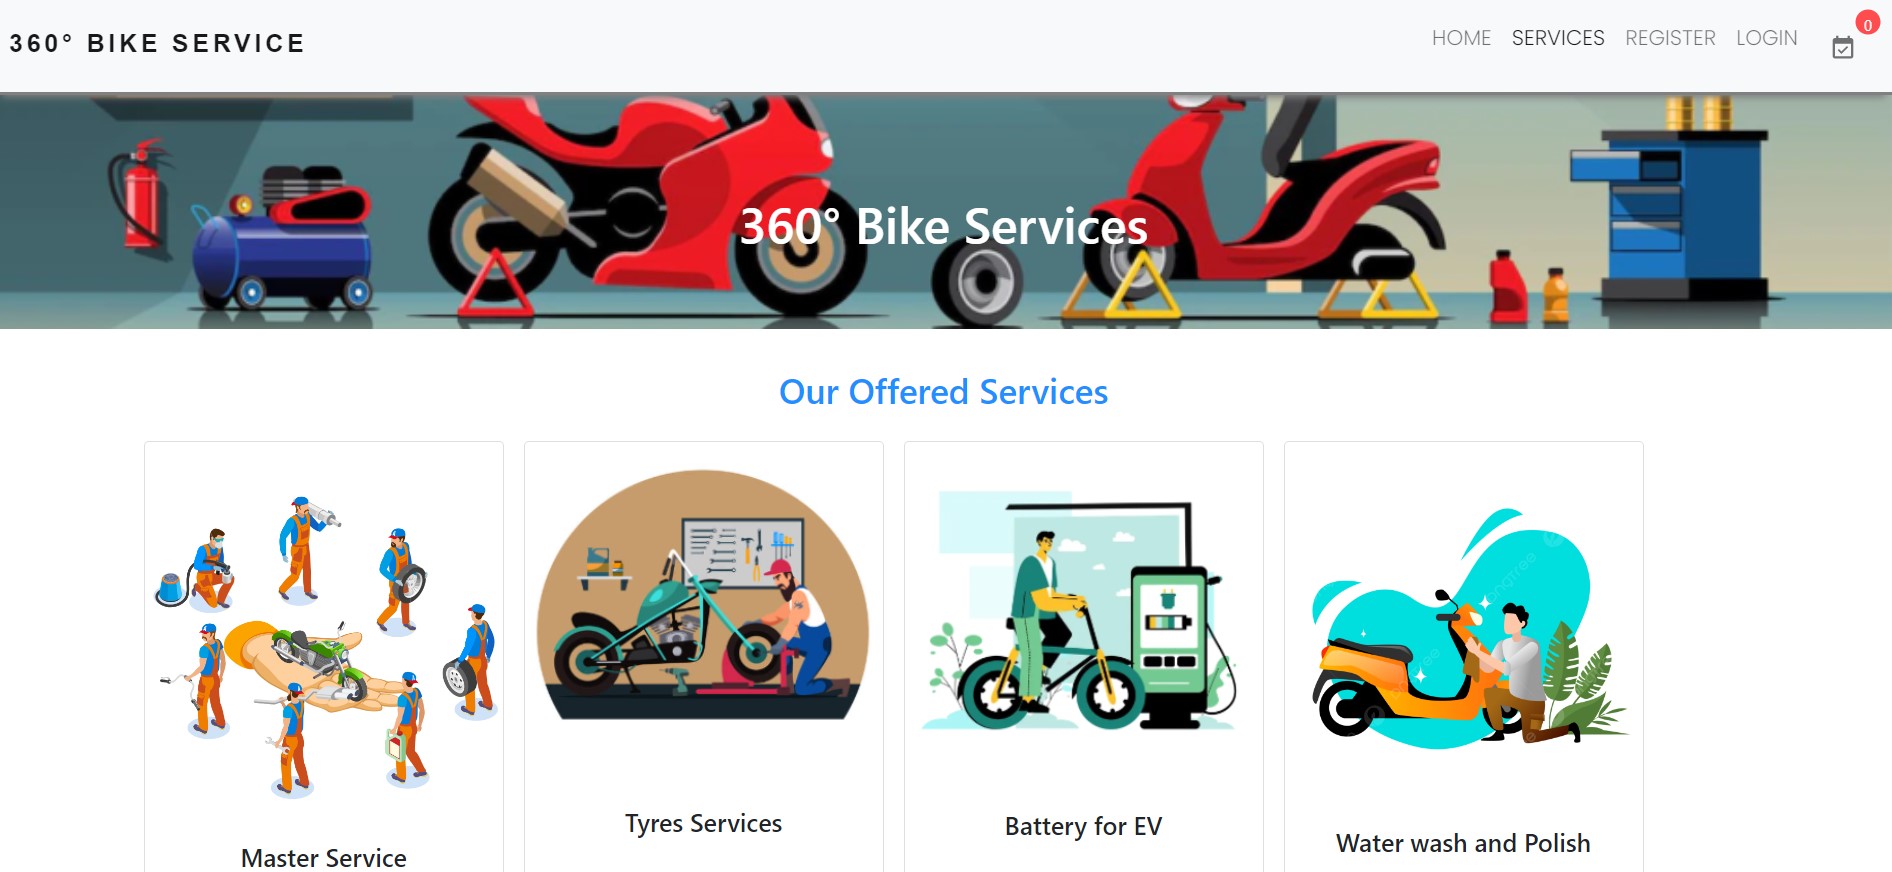 360° BIKE SERVICE
HOME SERVICES REGISTER LOGIN 0
360° Bike Services
Our Offered Services
Master Service
Tyres Services
Battery for EV
Water wash and Polish